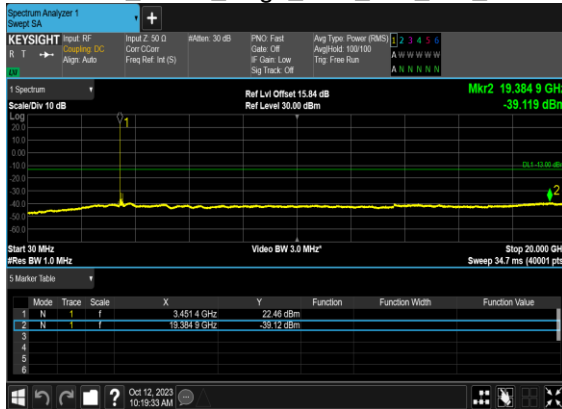 Spectrum Analyzer 1
Swept SA
+
KEYSIGHT Input: RF Input Z: 50 Ω #Atten: 30 dB PNO: Fast Avg Type: Power (RMS) 1 2 3 4 5 6
R T Coupling: DC Corr CCorr Gate: Off Avg|Hold: 100/100 A W W W W W
Align: Auto Freq Ref: Int (S) IF Gain: Low Trig: Free Run
Sig Track: Off A N N N N N
1 Spectrum Ref Lvl Offset 15.84 dB Mkr2 19.384 9 GHz
Scale/Div 10 dB Ref Level 30.00 dBm -39.119 dBm
Log
20.0
10.0
0.00
-10.0
-20.0
-30.0
-40.0
-50.0
-60.0
1
DL1 -13.00 dBm
2
Start 30 MHz Video BW 3.0 MHz* Stop 20.000 GHz
#Res BW 1.0 MHz Sweep 34.7 ms (40001 pts)
5 Marker Table
Mode Trace Scale X Y Function Function Width Function Value
1 N 1 f 3.451 4 GHz 22.46 dBm
2 N 1 f 19.384 9 GHz -39.12 dBm
3
4
5
6
? Oct 12, 2023
10:19:33 AM